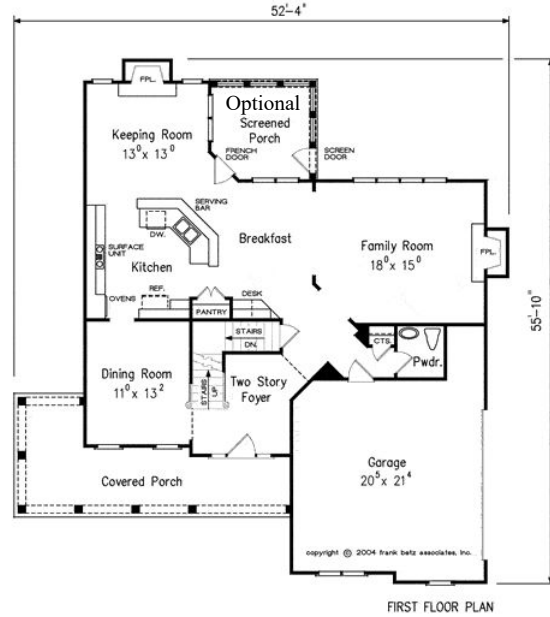 52'-4"
FPL.
Optional
Screened
Porch
Keeping Room
13⁰ x 13⁰
FRENCH
DOOR
SCREEN
DOOR
SERVING
BAR
DW.
Breakfast
Family Room
18⁰ x 15⁰
FPL.
SURFACE
UNIT
Kitchen
OVENS
REF.
DESK
PANTRY
55'-10"
STAIRS
DN.
CTS.
Pwdr.
Dining Room
11⁰ x 13²
STAIRS
UP
Two Story
Foyer
Garage
20⁵ x 21⁴
Covered Porch
copyright © 2004 frank betz associates, inc.
FIRST FLOOR PLAN